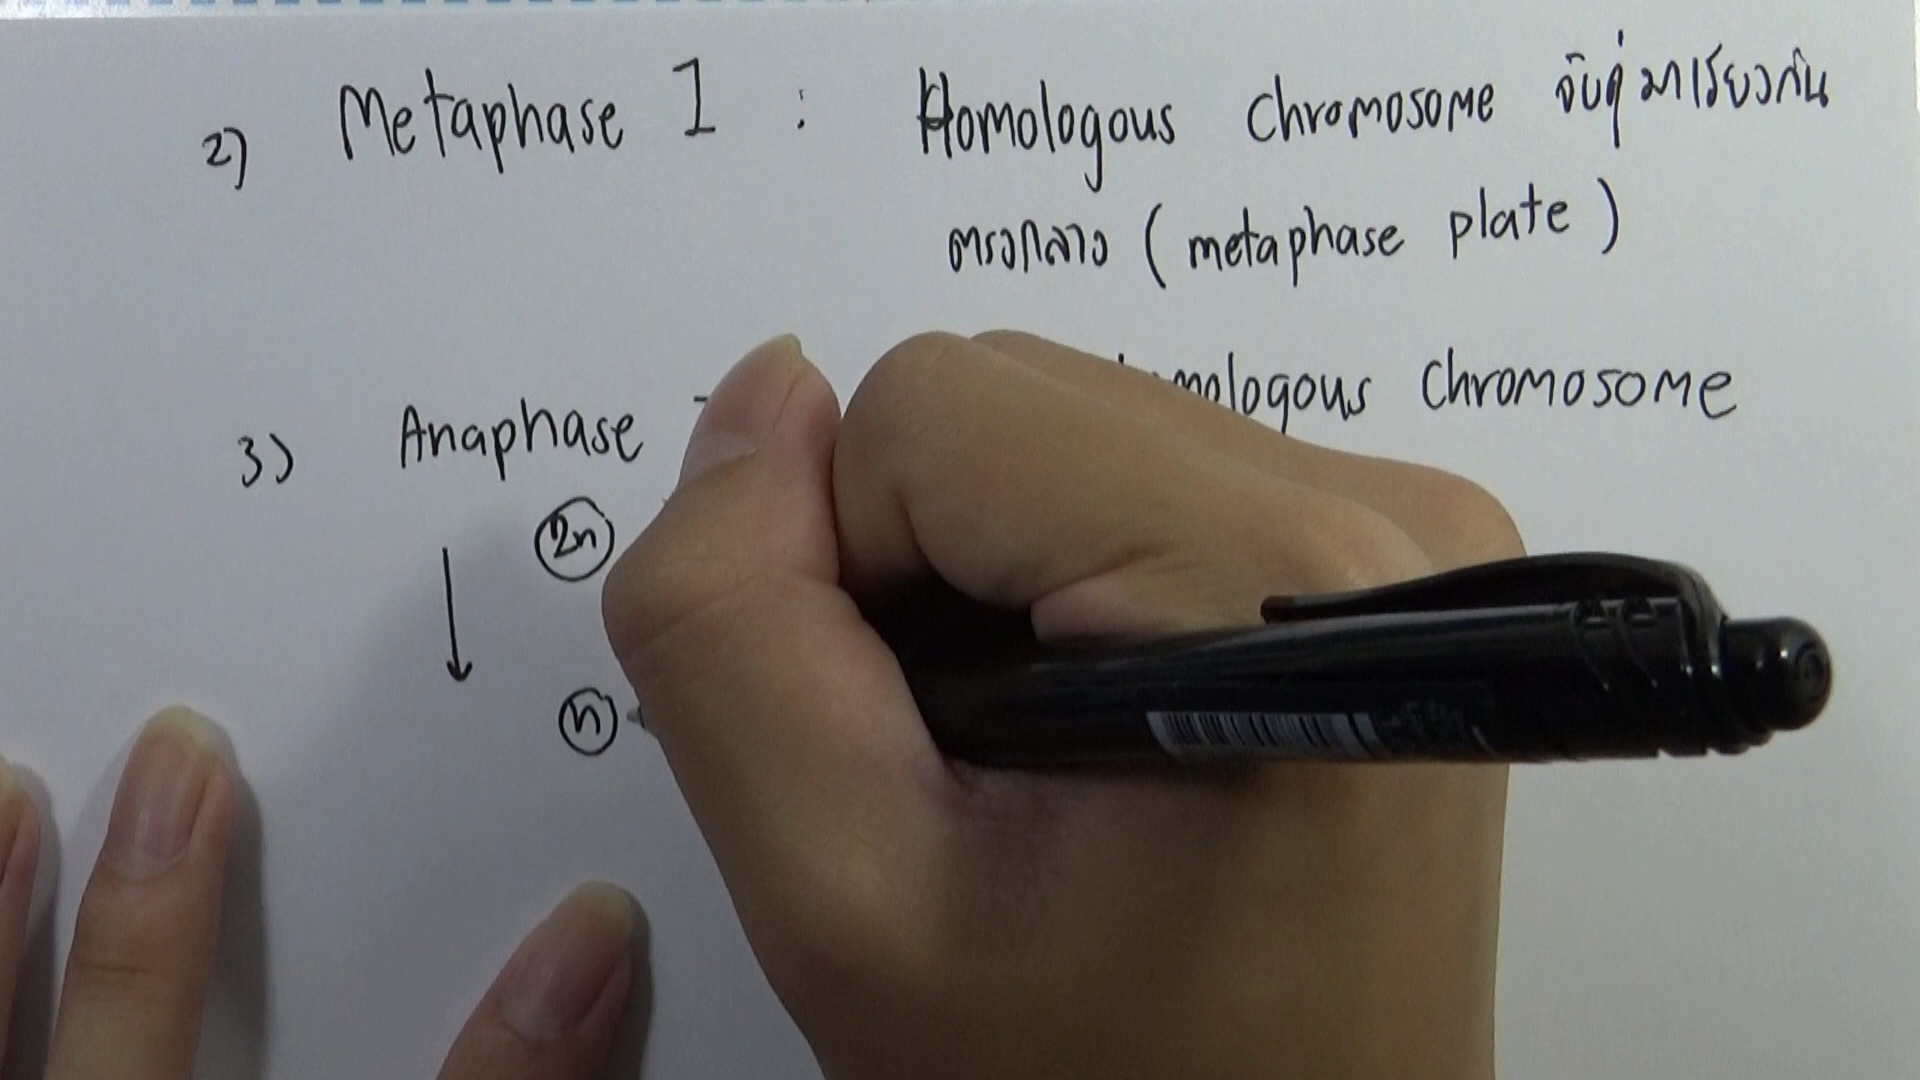 2) Metaphase I : Homologous chromosome จับคู่มาเรียงกัน
ตรงกลาง (metaphase plate)
3) Anaphase chromosome
2n
n